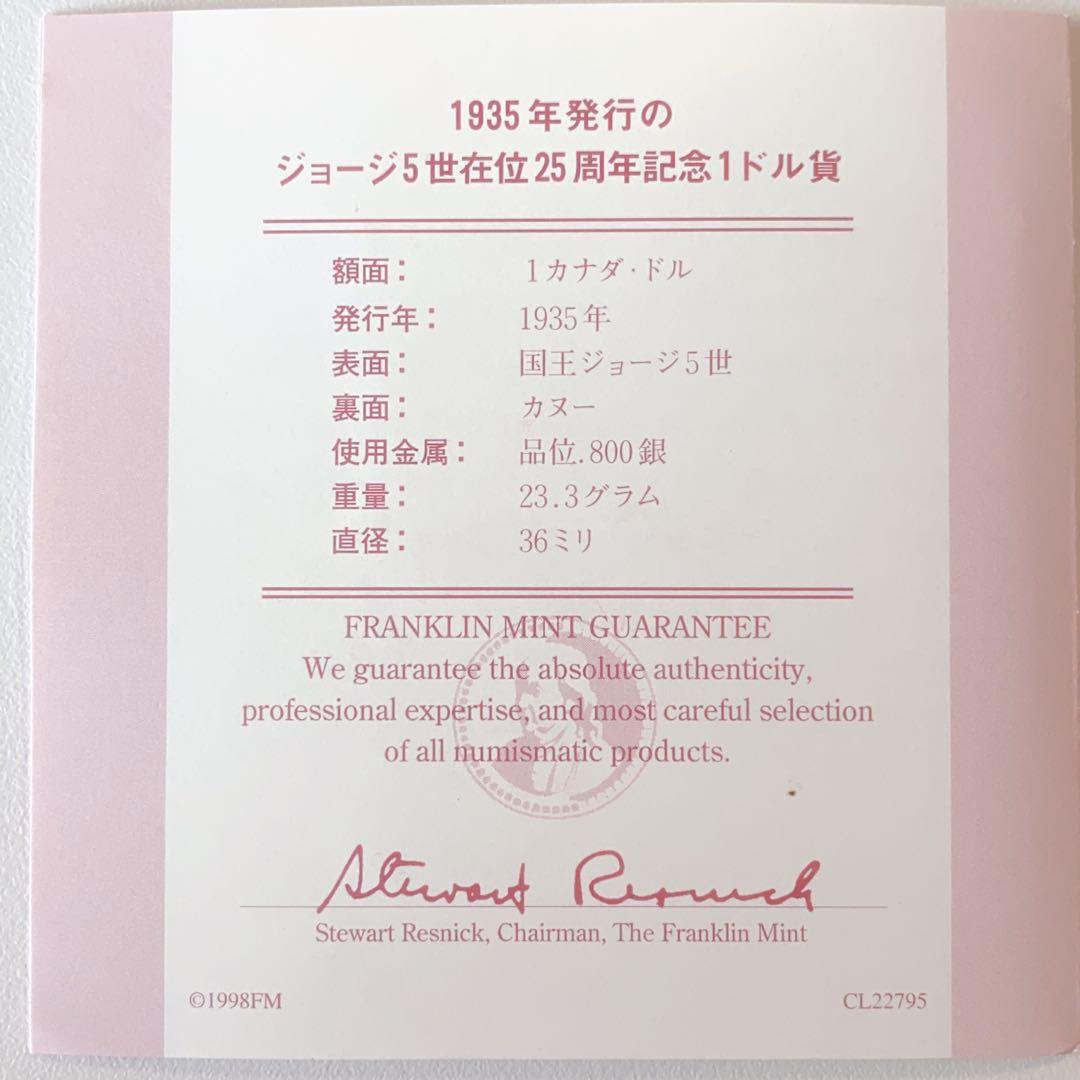 1935年発行の
ジョージ5世在位25周年記念1ドル貨
額面： 1カナダ・ドル
発行年： 1935年
表面： 国王ジョージ5世
裏面： カヌー
使用金属： 品位.800銀
重量： 23.3グラム
直径： 36ミリ
FRANKLIN MINT GUARANTEE
We guarantee the absolute authenticity,
professional expertise, and most careful selection
of all numismatic products.
Stewart Resnick
Stewart Resnick, Chairman, The Franklin Mint
©1998FM CL22795